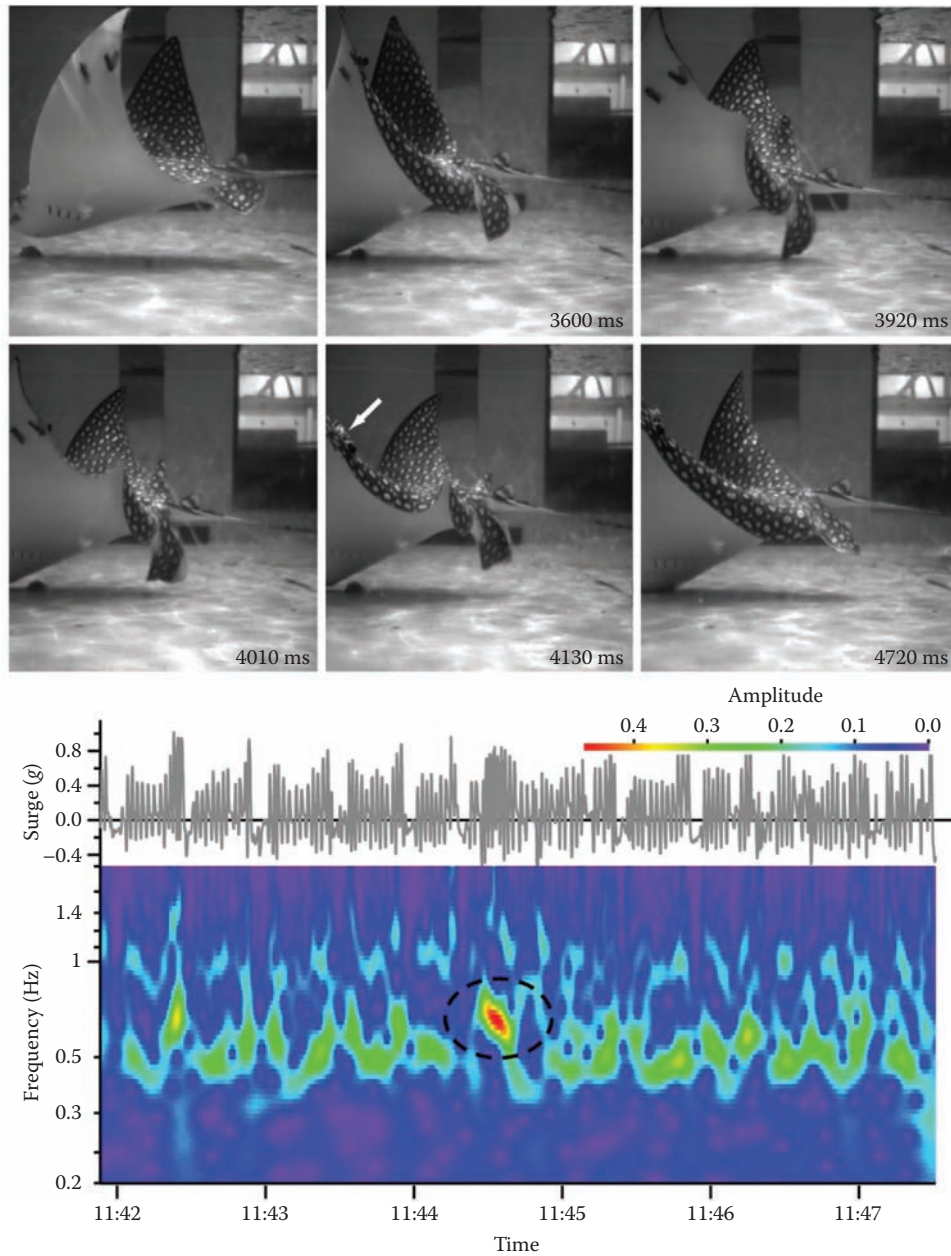 3600 ms
3920 ms
4010 ms
4130 ms
4720 ms
Amplitude
0.4 0.3 0.2 0.1 0.0
Surge (g)
0.8
0.4
0.0
−0.4
Frequency (Hz)
1.4
1
0.5
0.3
0.2
11:42 11:43 11:44 11:45 11:46 11:47
Time